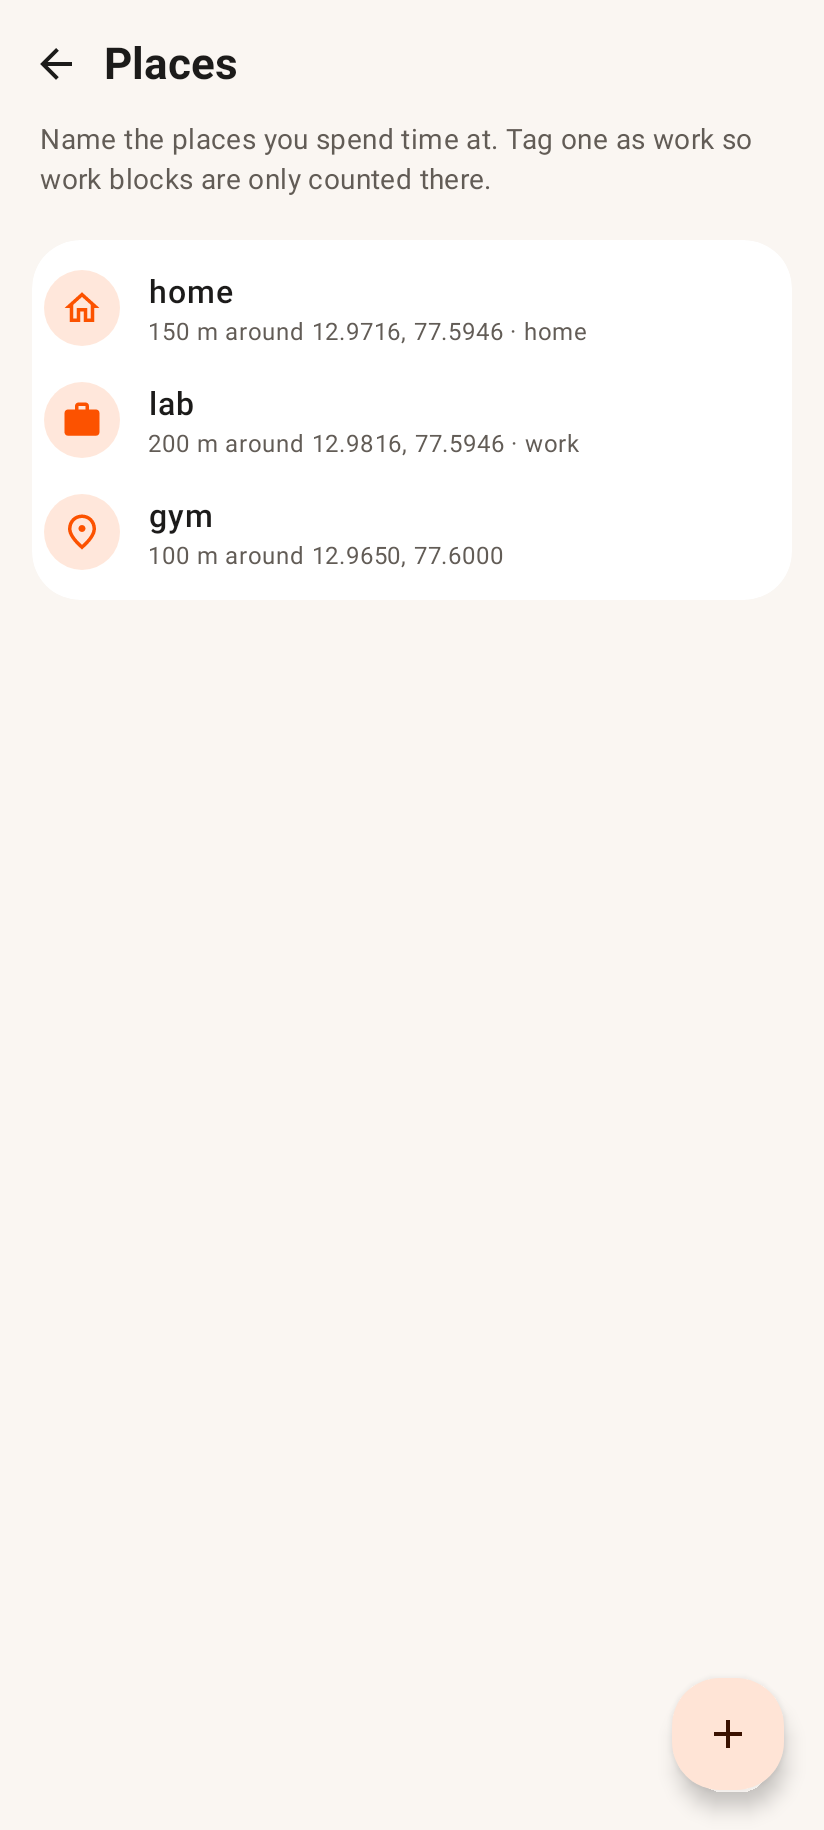 Places
Name the places you spend time at. Tag one as work so
work blocks are only counted there.
home
150 m around 12.9716, 77.5946 · home
lab
200 m around 12.9816, 77.5946 · work
gym
100 m around 12.9650, 77.6000